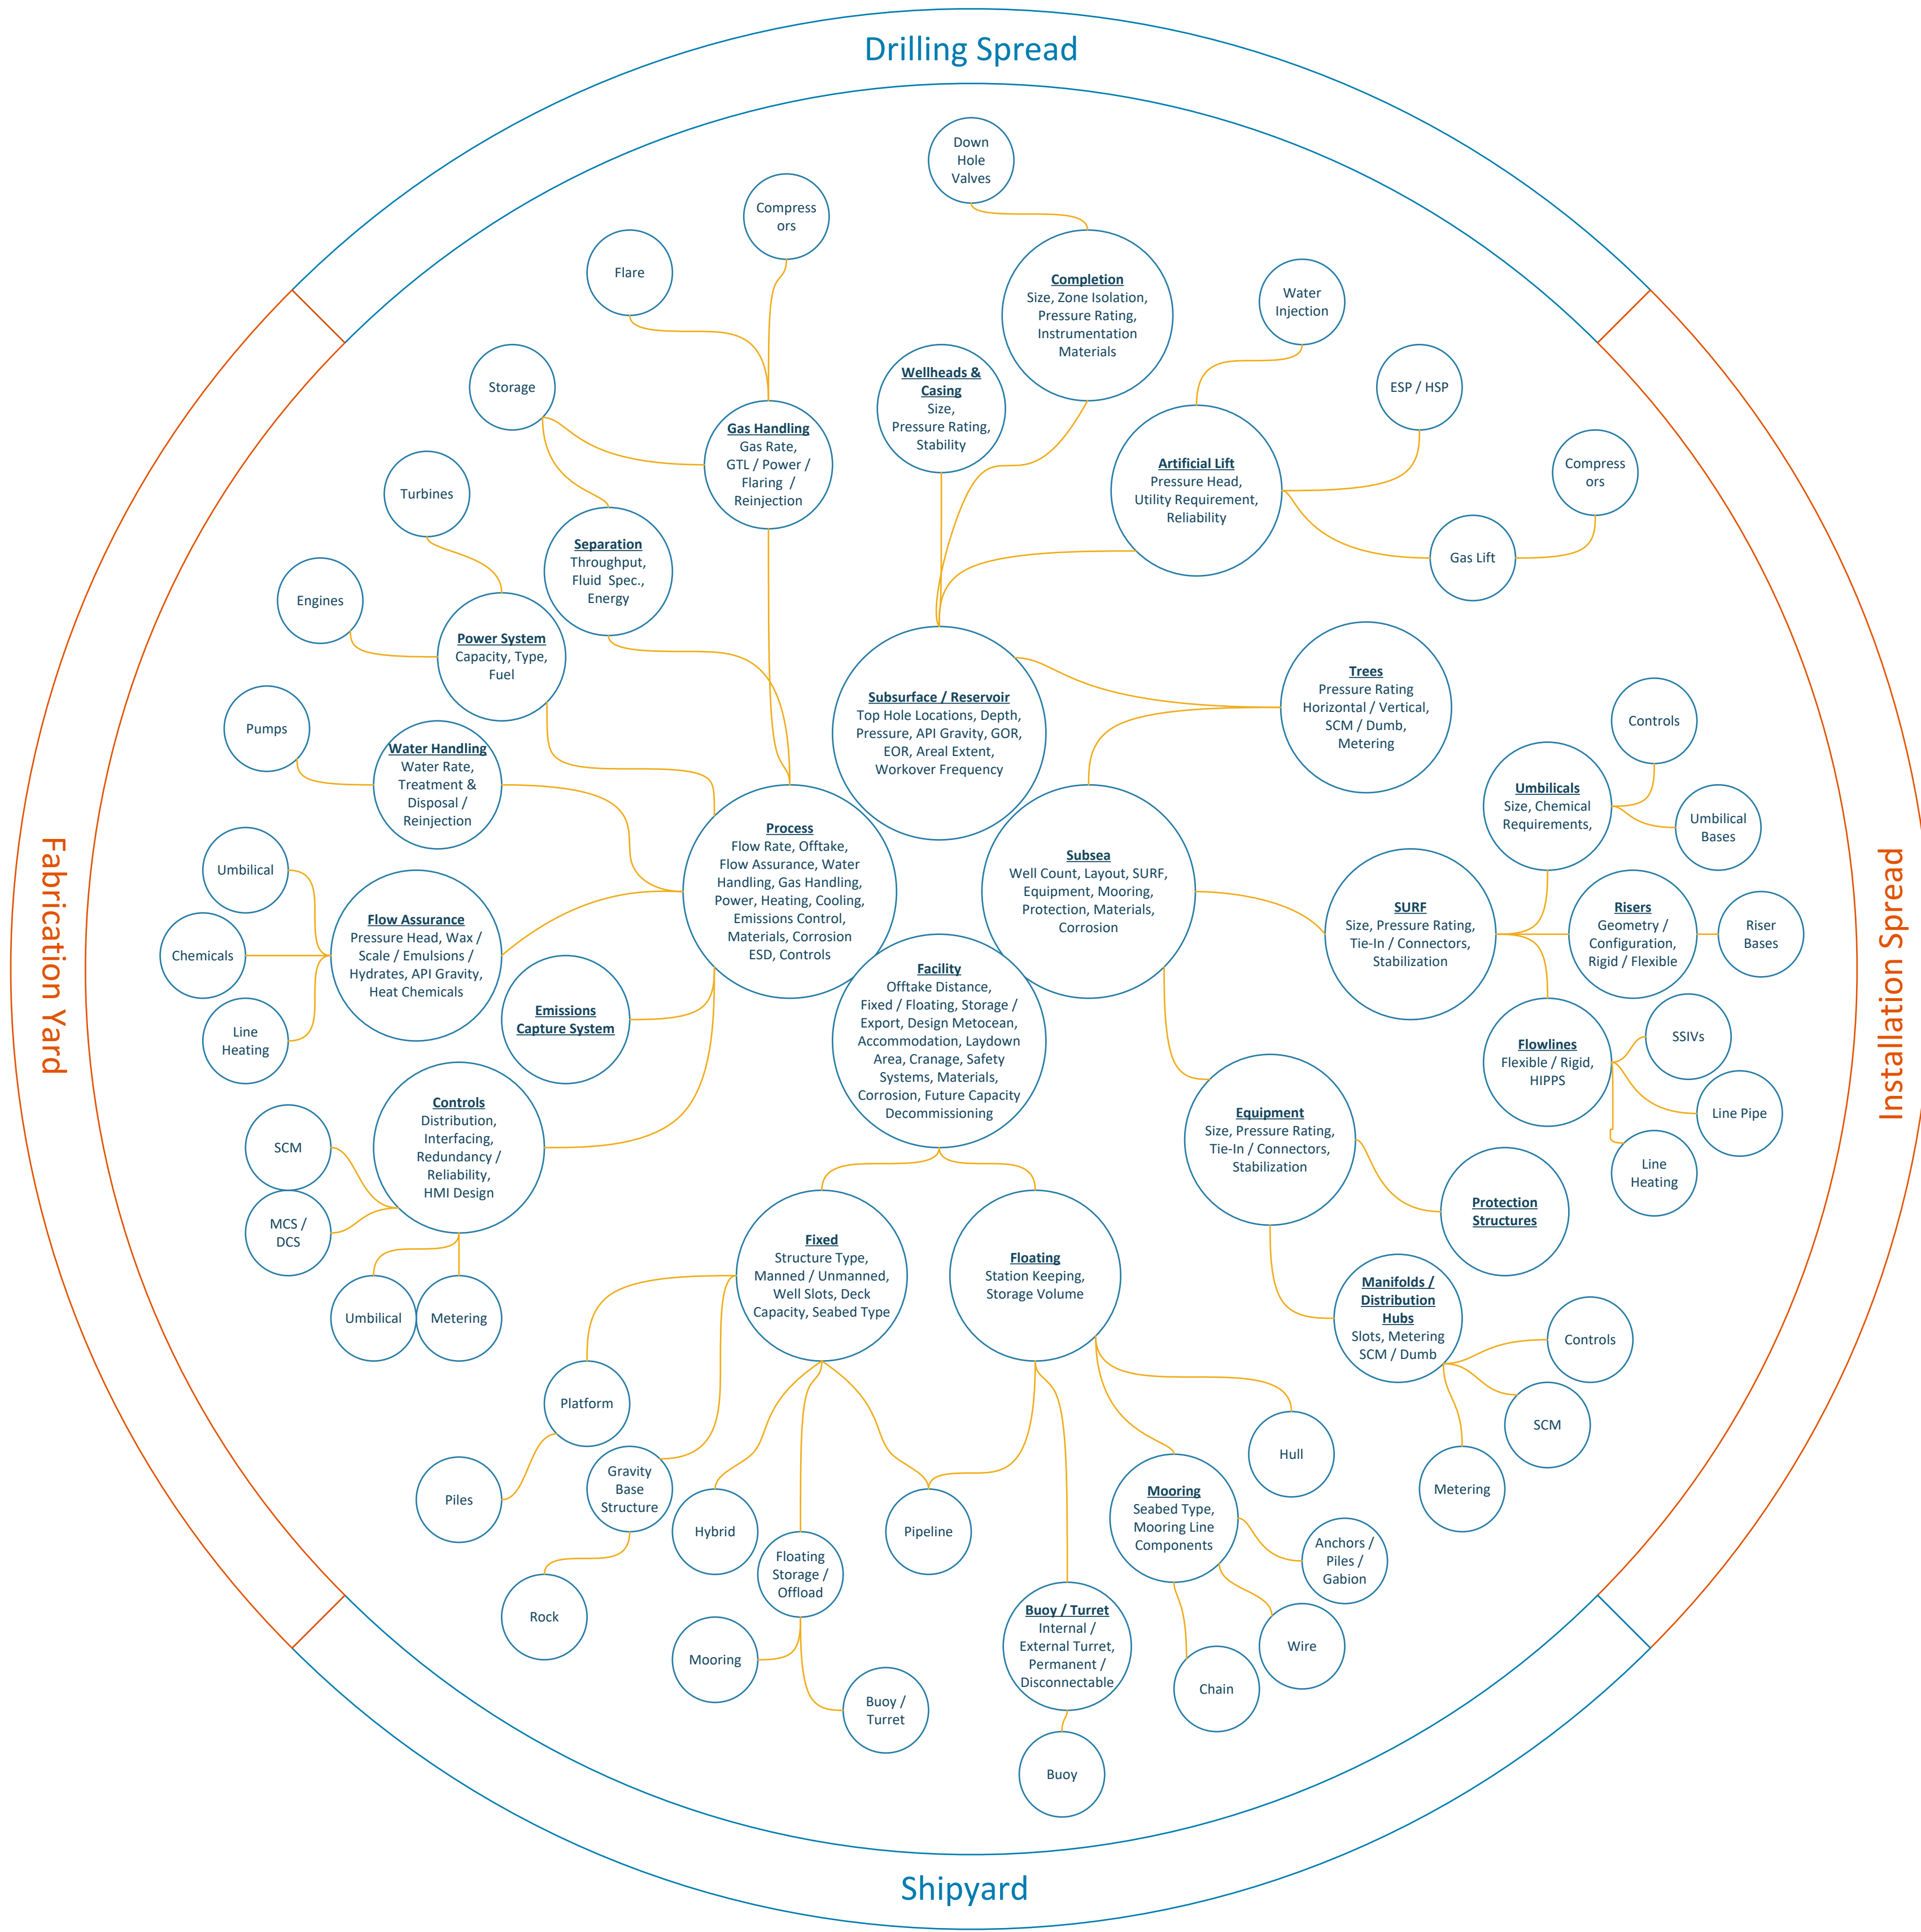 Drilling Spread
Down
Hole
Valves
Compress
ors
Flare
Completion
Size, Zone Isolation,
Pressure Rating,
Instrumentation
Materials
Water
Injection
Storage
Wellheads &
Casing
Size,
Pressure Rating,
Stability
ESP / HSP
Gas Handling
Gas Rate,
GTL / Power /
Flaring  /
Reinjection
Artificial Lift
Pressure Head,
Utility Requirement,
Reliability
Compress
ors
Gas Lift
Turbines
Separation
Throughput,
Fluid  Spec.,
Energy
Engines
Power System
Capacity, Type,
Fuel
Subsurface / Reservoir
Top Hole Locations, Depth,
Pressure, API Gravity, GOR,
EOR, Areal Extent,
Workover Frequency
Trees
Pressure Rating
Horizontal / Vertical,
SCM / Dumb,
Metering
Controls
Pumps
Water Handling
Water Rate,
Treatment &
Disposal /
Reinjection
Umbilicals
Size, Chemical
Requirements,
Umbilical
Bases
Process
Flow Rate, Offtake,
Flow Assurance, Water
Handling, Gas Handling,
Power, Heating, Cooling,
Emissions Control,
Materials, Corrosion
ESD, Controls
Subsea
Well Count, Layout, SURF,
Equipment, Mooring,
Protection, Materials,
Corrosion
Umbilical
Chemicals
Line
Heating
Flow Assurance
Pressure Head, Wax /
Scale / Emulsions /
Hydrates, API Gravity,
Heat Chemicals
SURF
Size, Pressure Rating,
Tie-In / Connectors,
Stabilization
Risers
Geometry /
Configuration,
Rigid / Flexible
Riser
Bases
Fabrication Yard
Installation Spread
Emissions
Capture System
Facility
Offtake Distance,
Fixed / Floating, Storage /
Export, Design Metocean,
Accommodation, Laydown
Area, Cranage, Safety
Systems, Materials,
Corrosion, Future Capacity
Decommissioning
Flowlines
Flexible / Rigid,
HIPPS
SSIVs
Line Pipe
Line
Heating
Controls
Distribution,
Interfacing,
Redundancy /
Reliability,
HMI Design
SCM
MCS /
DCS
Umbilical
Metering
Equipment
Size, Pressure Rating,
Tie-In / Connectors,
Stabilization
Protection
Structures
Fixed
Structure Type,
Manned / Unmanned,
Well Slots, Deck
Capacity, Seabed Type
Floating
Station Keeping,
Storage Volume
Manifolds /
Distribution
Hubs
Slots, Metering
SCM / Dumb
Controls
SCM
Metering
Platform
Piles
Gravity
Base
Structure
Rock
Hybrid
Floating
Storage /
Offload
Mooring
Buoy /
Turret
Pipeline
Hull
Mooring
Seabed Type,
Mooring Line
Components
Anchors /
Piles /
Gabion
Wire
Chain
Buoy / Turret
Internal /
External Turret,
Permanent /
Disconnectable
Buoy
Shipyard